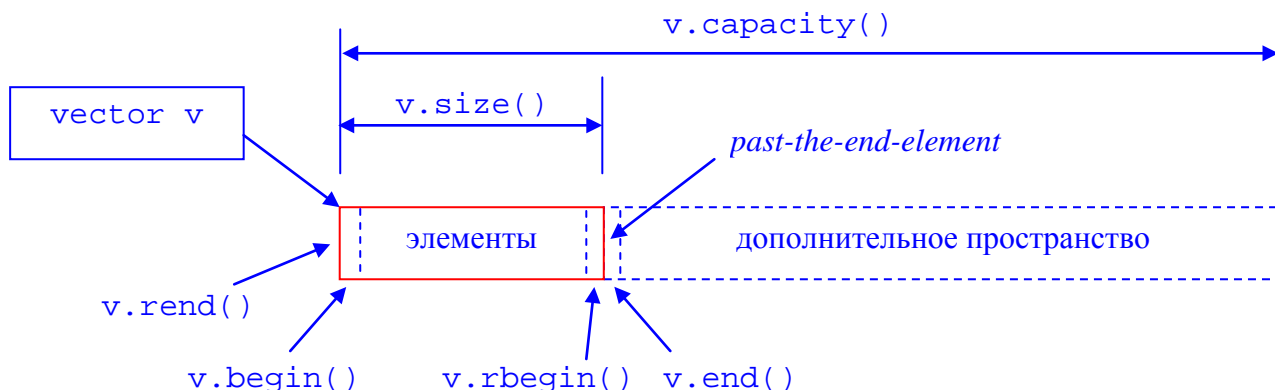 v.capacity()
vector v
v.size()
past-the-end-element
элементы
дополнительное пространство
v.rend()
v.begin()
v.rbegin()
v.end()